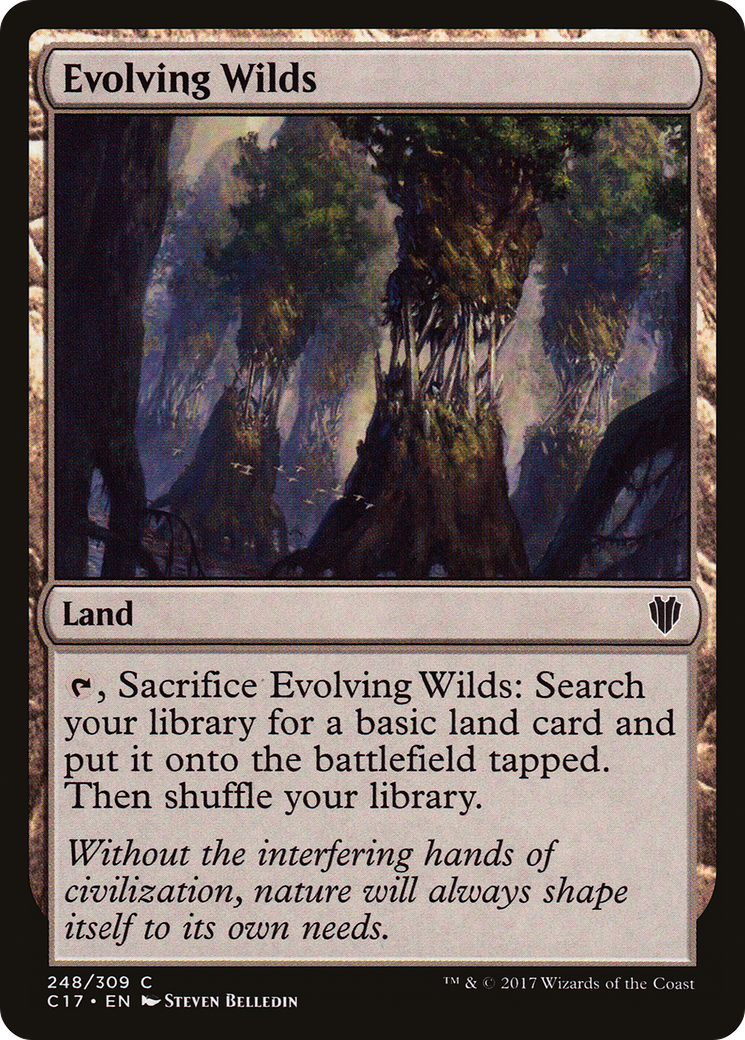 Evolving Wilds
Land
, Sacrifice Evolving Wilds: Search
your library for a basic land card and
put it onto the battlefield tapped.
Then shuffle your library.
Without the interfering hands of
civilization, nature will always shape
itself to its own needs.
248/309 C
™ & © 2017 Wizards of the Coast
C17 • EN Steven Belledin